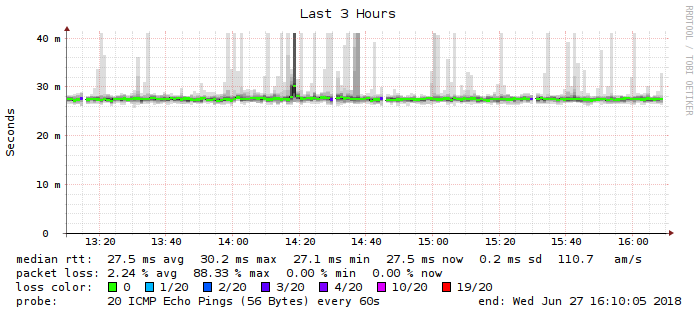 Last 3 Hours
RRDTOOL / TOBI OETIKER
Seconds
40 m
30 m
20 m
10 m
0
13:20 13:40 14:00 14:20 14:40 15:00 15:20 15:40 16:00
median rtt: 27.5 ms avg 30.2 ms max 27.1 ms min 27.5 ms now 0.2 ms sd 110.7 am/s
packet loss: 2.24 % avg 88.33 % max 0.00 % min 0.00 % now
loss color: 0 1/20 2/20 3/20 4/20 10/20 19/20
probe: 20 ICMP Echo Pings (56 Bytes) every 60s end: Wed Jun 27 16:10:05 2018